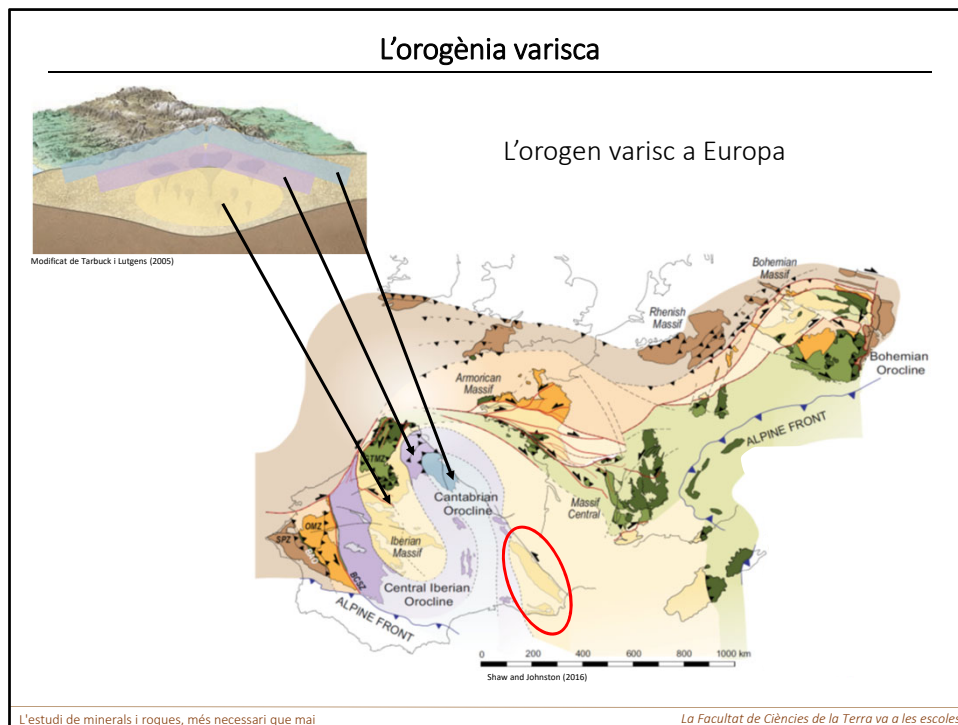 L'orogènia varisca
L'orogen varisc a Europa
Modificat de Tarbuck i Lutgens (2005)
Bohemian
Massif
Rhenish
Massif
Bohemian
Orocline
Armorican
Massif
ALPINE FRONT
GTMZ
Cantabrian
Orocline
Massif
Central
OMZ
SPZ
Iberian
Massif
BCSZ
Central Iberian
Orocline
ALPINE FRONT
0 200 400 600 800 1000 km
Shaw and Johnston (2016)
L'estudi de minerals i roques, més necessari que mai
La Facultat de Ciències de la Terra va a les escoles